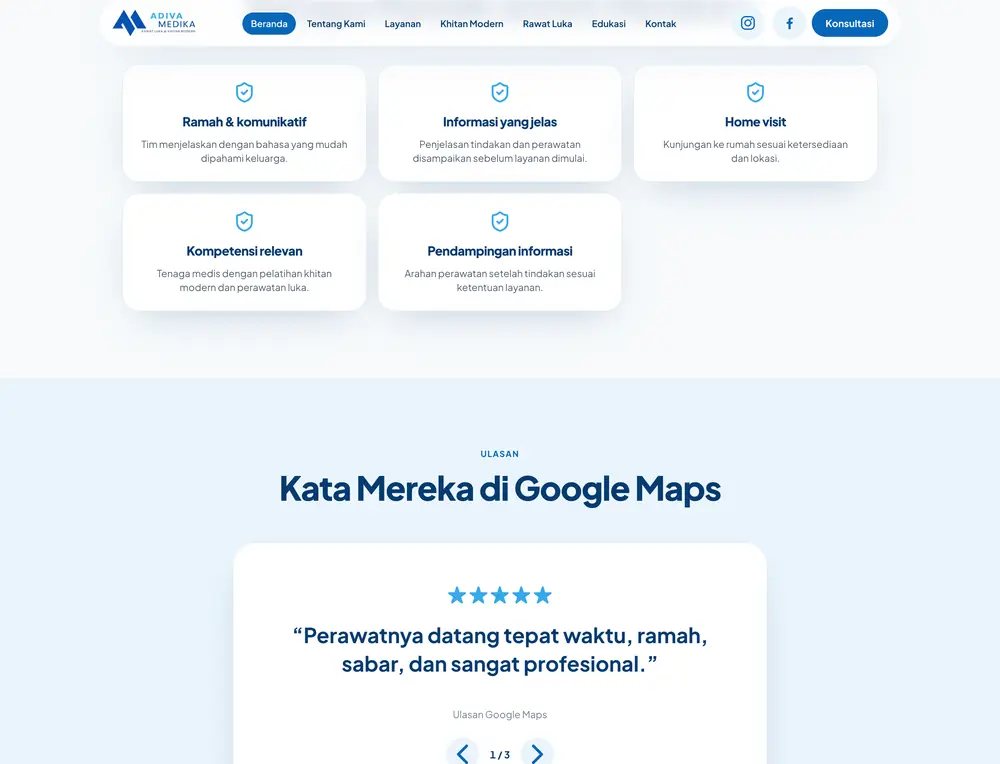 ADIVA
MEDIKA
Beranda
Tentang Kami
Layanan
Khitan Modern
Rawat Luka
Edukasi
Kontak
Konsultasi
Ramah & komunikatif
Tim menjelaskan dengan bahasa yang mudah
dipahami keluarga.
Informasi yang jelas
Penjelasan tindakan dan perawatan
disampaikan sebelum layanan dimulai.
Home visit
Kunjungan ke rumah sesuai ketersediaan
dan lokasi.
Kompetensi relevan
Tenaga medis dengan pelatihan khitan
modern dan perawatan luka.
Pendampingan informasi
Arahan perawatan setelah tindakan sesuai
ketentuan layanan.
ULASAN
Kata Mereka di Google Maps
“Perawatnya datang tepat waktu, ramah,
sabar, dan sangat profesional.”
Ulasan Google Maps
1 / 3